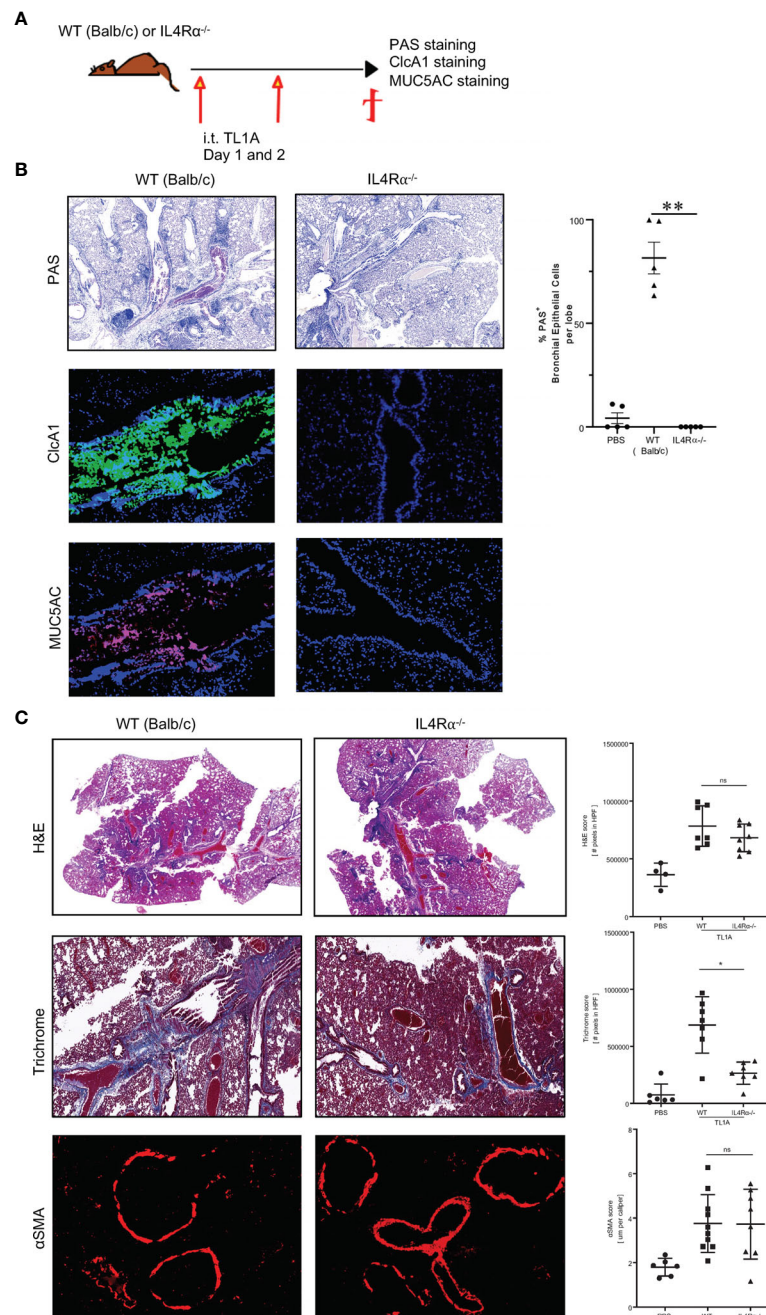 A
WT (Balb/c) or IL4Rα-/-
PAS staining
ClcA1 staining
MUC5AC staining
i.t. TL1A
Day 1 and 2
B
WT (Balb/c)
IL4Rα-/-
PAS
ClcA1
MUC5AC
% PAS+
Bronchial Epithelial Cells
per lobe
100
50
0
**
PBS
WT
( Balb/c)
IL4Rα-/-
C
WT (Balb/c)
IL4Rα-/-
H&E
H&E score
[ # pixels in HPF ]
1500000
1000000
500000
0
ns
PBS
WT
IL4Rα-/-
TL1A
Trichrome
Trichrome score
[ # pixels in HPF ]
1500000
1000000
500000
0
*
PBS
WT
IL4Rα-/-
TL1A
αSMA
αSMA score
[ um per caliper ]
8
6
4
2
0
ns
PBS
WT
IL4Rα-/-